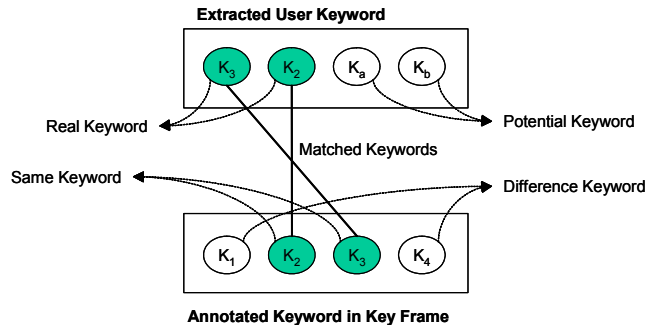 Extracted User Keyword
K3 K2 Ka Kb
Real Keyword
Potential Keyword
Matched Keywords
Same Keyword
Difference Keyword
K1 K2 K3 K4
Annotated Keyword in Key Frame